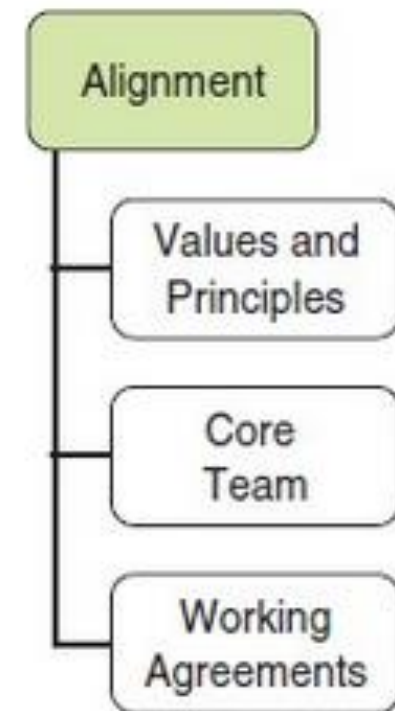 Alignment
Values and
Principles
Core
Team
Working
Agreements